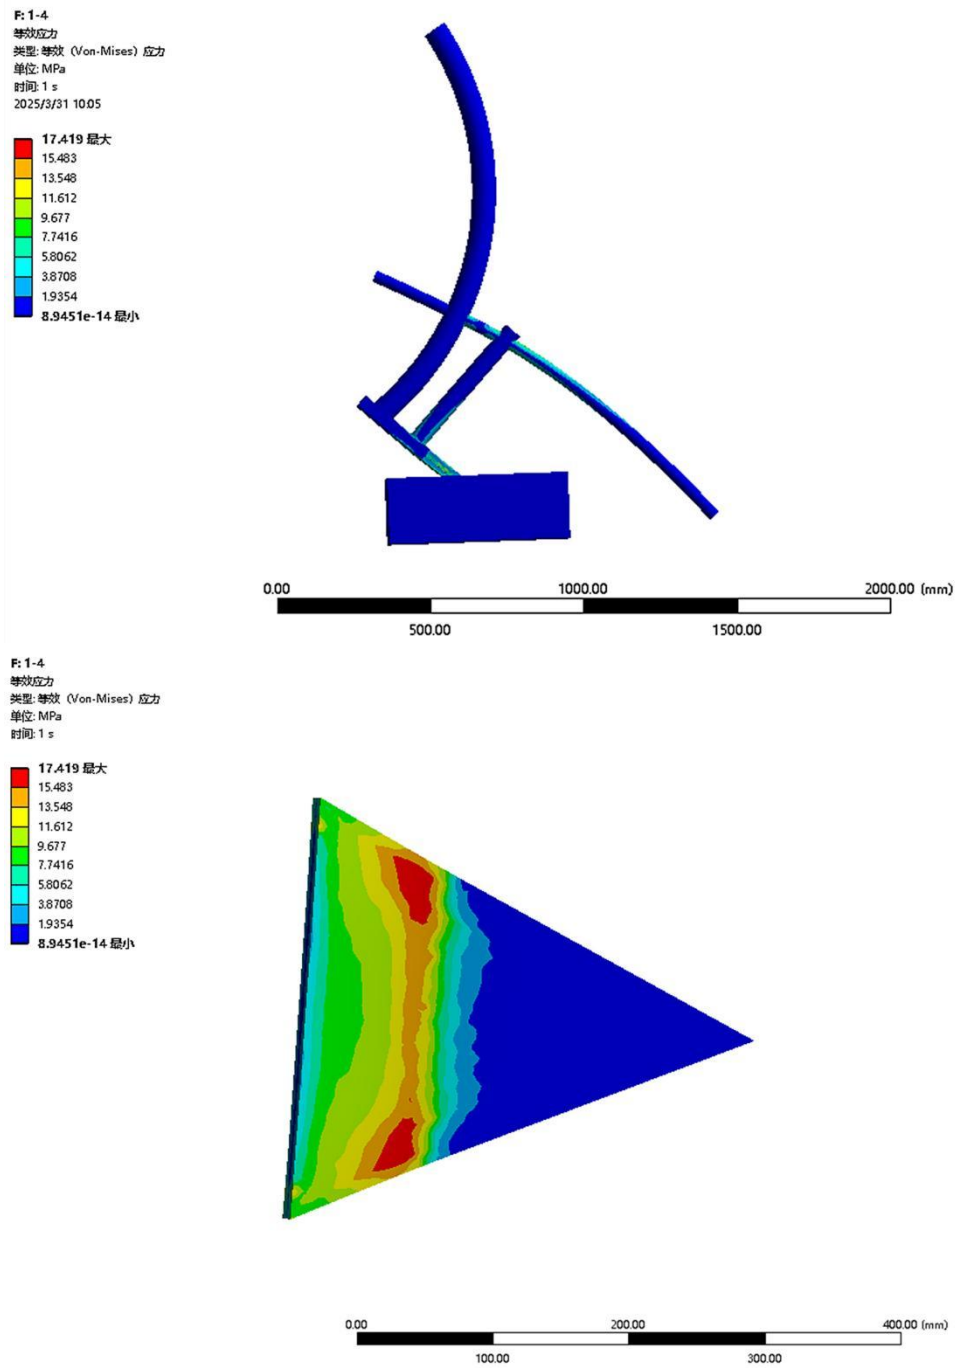 F: 1-4
等效应力
类型: 等效 (Von-Mises) 应力
单位: MPa
时间: 1 s
2025/3/31 10:05
17.419 最大
15.483
13.548
11.612
9.677
7.7416
5.8062
3.8708
1.9354
8.9451e-14 最小
0.00 1000.00 2000.00 (mm)
500.00 1500.00
F: 1-4
等效应力
类型: 等效 (Von-Mises) 应力
单位: MPa
时间: 1 s
17.419 最大
15.483
13.548
11.612
9.677
7.7416
5.8062
3.8708
1.9354
8.9451e-14 最小
0.00 200.00 400.00 (mm)
100.00 300.00